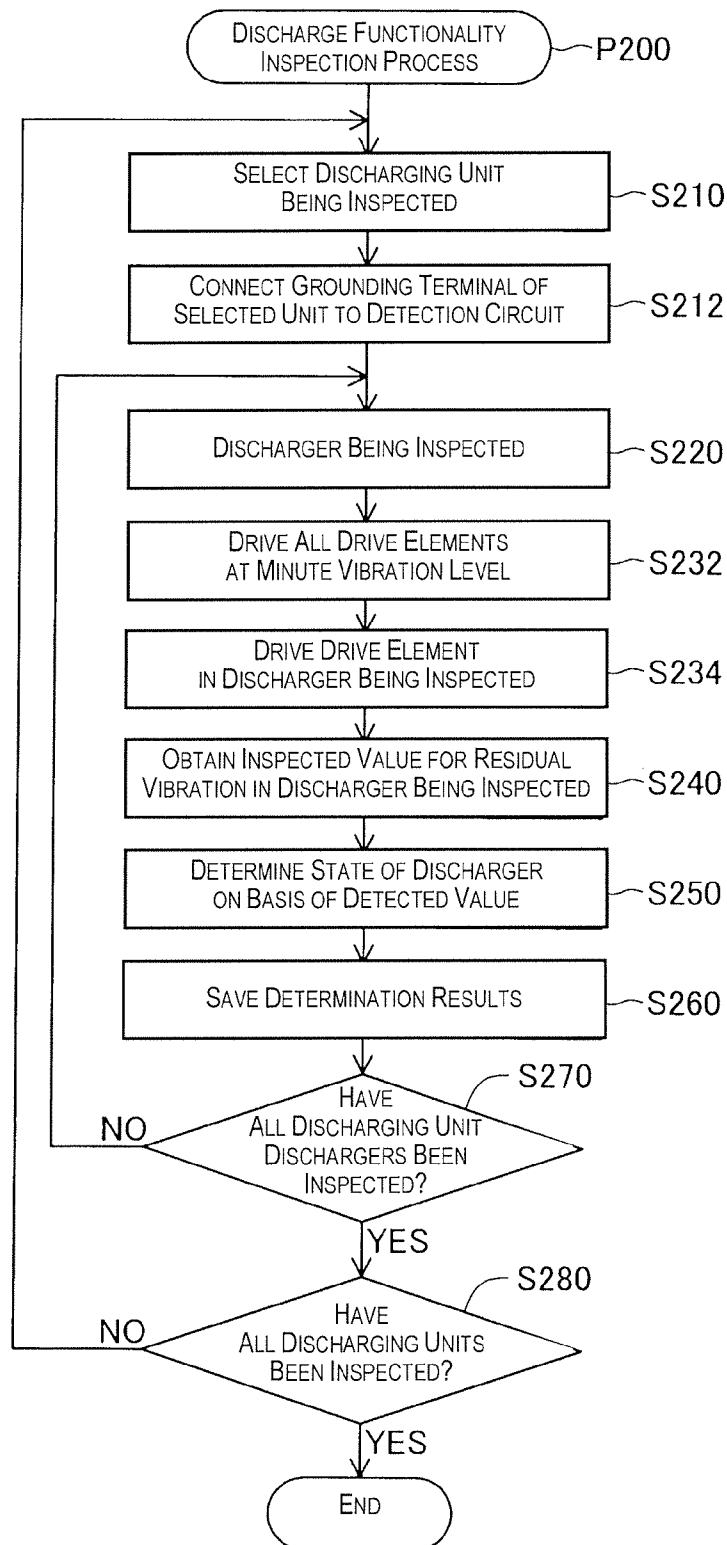 DISCHARGE FUNCTIONALITY
INSPECTION PROCESS
P200
SELECT DISCHARGING UNIT
BEING INSPECTED
S210
CONNECT GROUNDING TERMINAL OF
SELECTED UNIT TO DETECTION CIRCUIT
S212
DISCHARGER BEING INSPECTED
S220
DRIVE ALL DRIVE ELEMENTS
AT MINUTE VIBRATION LEVEL
S232
DRIVE DRIVE ELEMENT
IN DISCHARGER BEING INSPECTED
S234
OBTAIN INSPECTED VALUE FOR RESIDUAL
VIBRATION IN DISCHARGER BEING INSPECTED
S240
DETERMINE STATE OF DISCHARGER
ON BASIS OF DETECTED VALUE
S250
SAVE DETERMINATION RESULTS
S260
S270
HAVE
ALL DISCHARGING UNIT
DISCHARGERS BEEN
INSPECTED?
NO
YES
S280
HAVE
ALL DISCHARGING UNITS
BEEN INSPECTED?
NO
YES
END